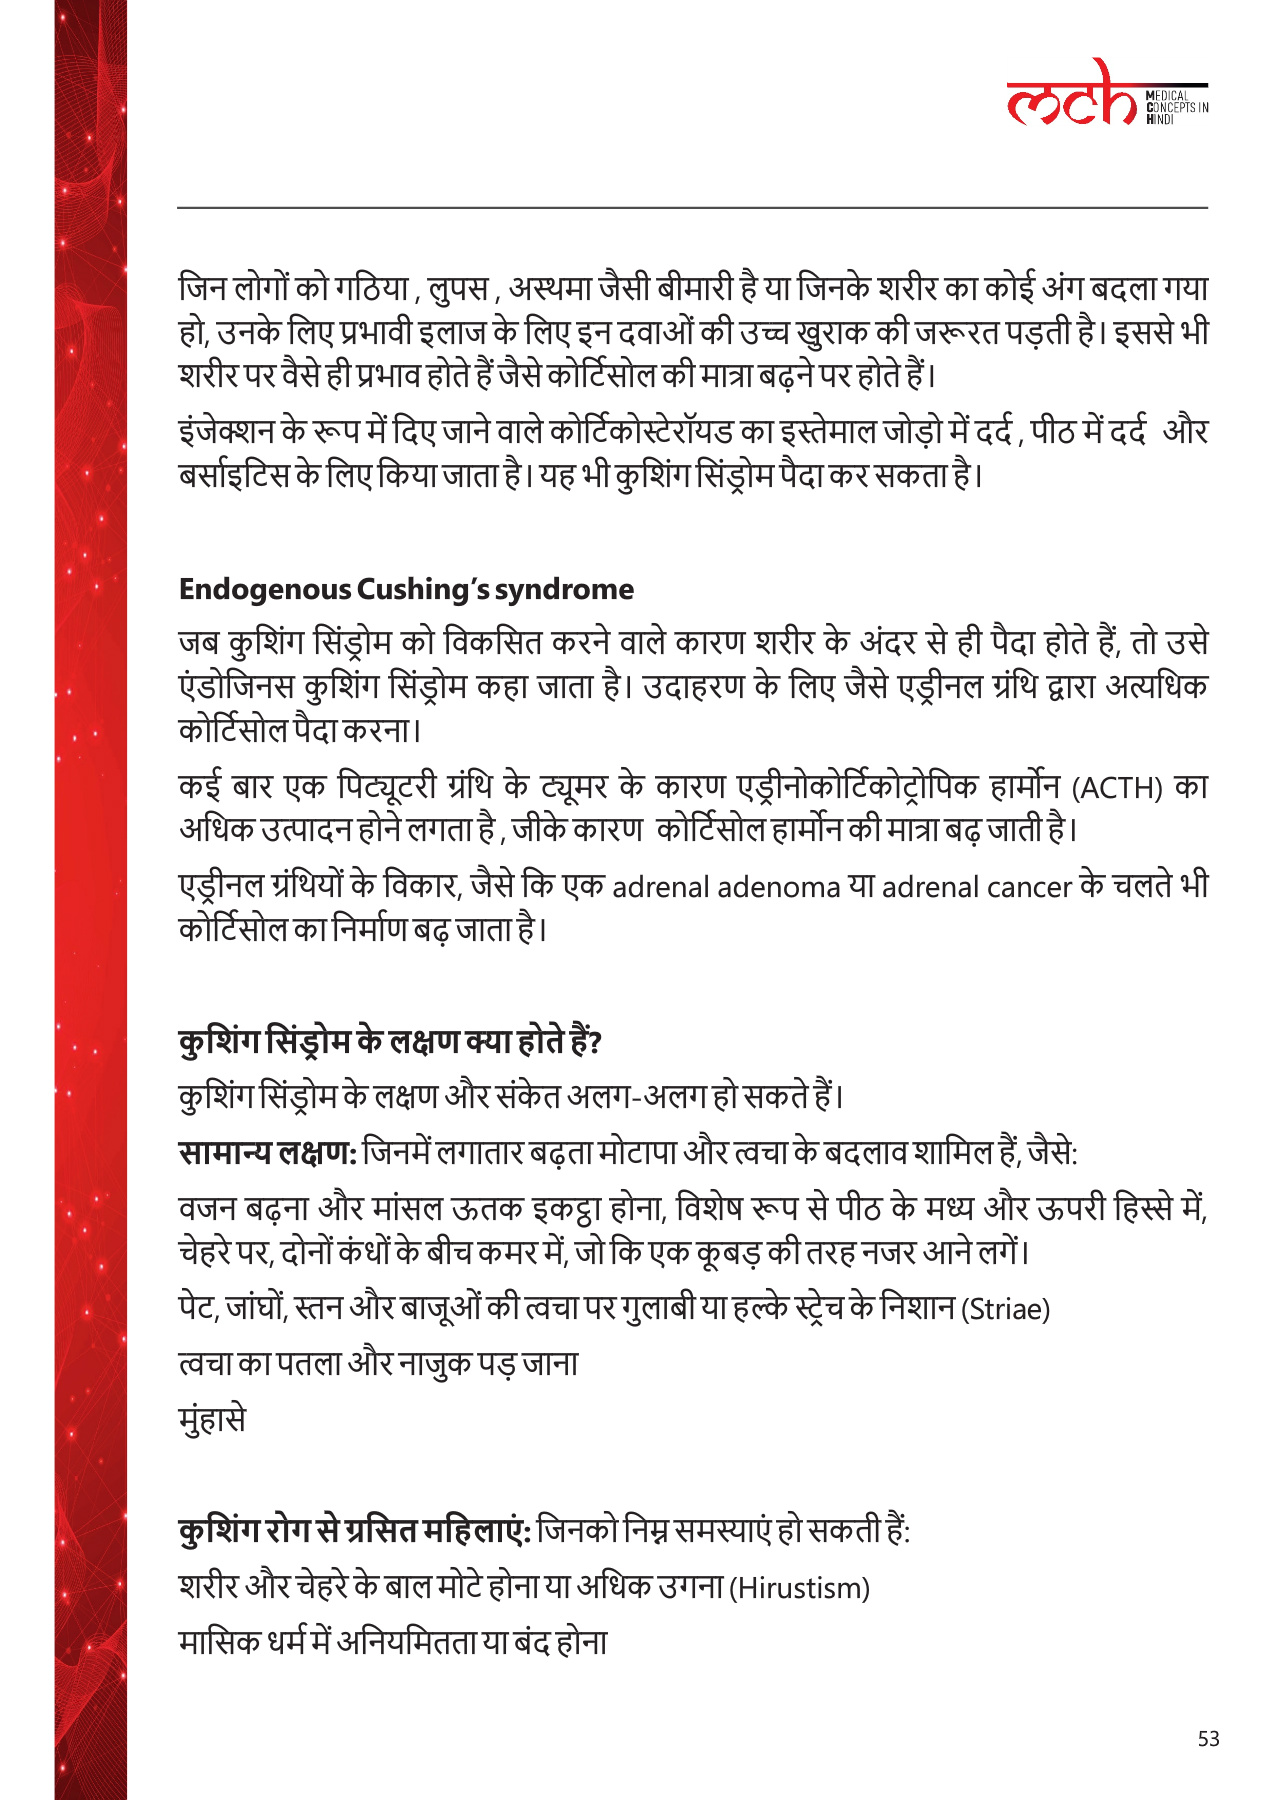 mch
MEDICAL
CONCEPTS IN
HINDI
जिन लोगों को गठिया , लुपस , अस्थमा जैसी बीमारी है या जिनके शरीर का कोई अंग बदला गया
हो, उनके लिए प्रभावी इलाज के लिए इन दवाओं की उच्च खुराक की जरूरत पड़ती है। इससे भी
शरीर पर वैसे ही प्रभाव होते हैं जैसे कोर्टिसोल की मात्रा बढ़ने पर होते हैं।
इंजेक्शन के रूप में दिए जाने वाले कोर्टिकोस्टेरॉयड का इस्तेमाल जोड़ो में दर्द , पीठ में दर्द और
बर्साइटिस के लिए किया जाता है। यह भी कुशिंग सिंड्रोम पैदा कर सकता है।
Endogenous Cushing’s syndrome
जब कुशिंग सिंड्रोम को विकसित करने वाले कारण शरीर के अंदर से ही पैदा होते हैं, तो उसे
एंडोजिनस कुशिंग सिंड्रोम कहा जाता है। उदाहरण के लिए जैसे एड्रीनल ग्रंथि द्वारा अत्यधिक
कोर्टिसोल पैदा करना।
कई बार एक पिट्यूटरी ग्रंथि के ट्यूमर के कारण एड्रीनोकोर्टिकोट्रोपिक हार्मोन (ACTH) का
अधिक उत्पादन होने लगता है , जीके कारण कोर्टिसोल हार्मोन की मात्रा बढ़ जाती है।
एड्रीनल ग्रंथियों के विकार, जैसे कि एक adrenal adenoma या adrenal cancer के चलते भी
कोर्टिसोल का निर्माण बढ़ जाता है।
कुशिंग सिंड्रोम के लक्षण क्या होते हैं?
कुशिंग सिंड्रोम के लक्षण और संकेत अलग-अलग हो सकते हैं।
सामान्य लक्षण: जिनमें लगातार बढ़ता मोटापा और त्वचा के बदलाव शामिल हैं, जैसे:
वजन बढ़ना और मांसल ऊतक इकट्ठा होना, विशेष रूप से पीठ के मध्य और ऊपरी हिस्से में,
चेहरे पर, दोनों कंधों के बीच कमर में, जो कि एक कूबड़ की तरह नजर आने लगें।
पेट, जांघों, स्तन और बाजूओं की त्वचा पर गुलाबी या हल्के स्ट्रेच के निशान (Striae)
त्वचा का पतला और नाजुक पड़ जाना
मुंहासे
कुशिंग रोग से ग्रसित महिलाएं: जिनको निम्न समस्याएं हो सकती हैं:
शरीर और चेहरे के बाल मोटे होना या अधिक उगना (Hirustism)
मासिक धर्म में अनियमितता या बंद होना
53